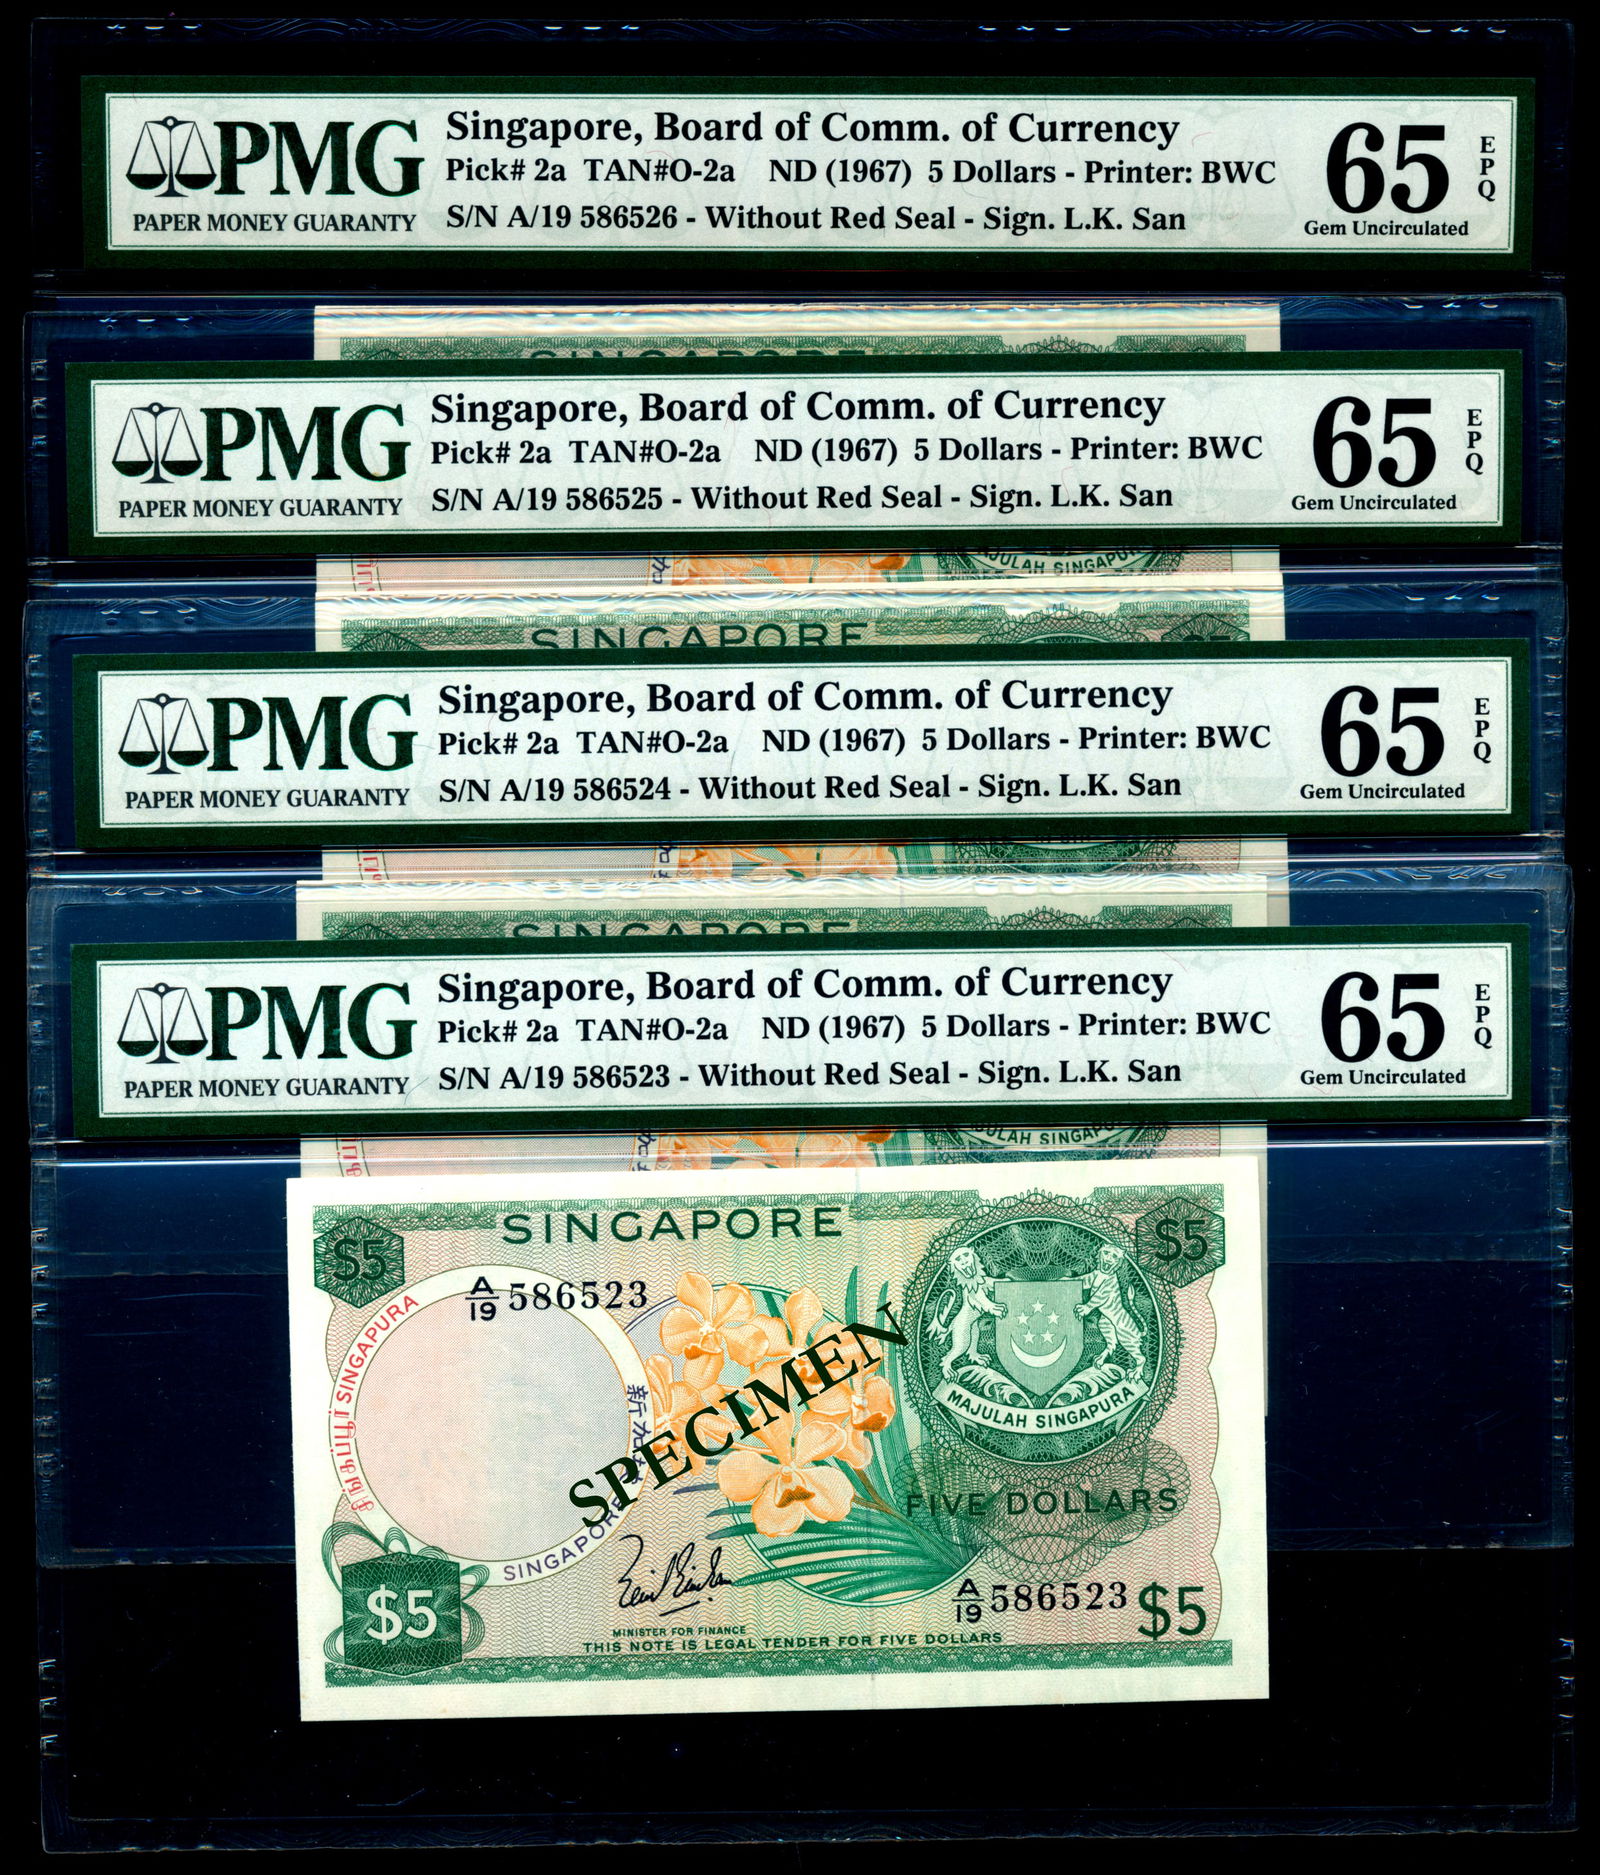 PMG
PAPER MONEY GUARANTY
Singapore, Board of Comm. of Currency
Pick# 2a TAN#O-2a ND (1967) 5 Dollars - Printer: BWC
S/N A/19 586526 - Without Red Seal - Sign. L.K. San
65
EPQ
Gem Uncirculated
PMG
PAPER MONEY GUARANTY
Singapore, Board of Comm. of Currency
Pick# 2a TAN#O-2a ND (1967) 5 Dollars - Printer: BWC
S/N A/19 586525 - Without Red Seal - Sign. L.K. San
65
EPQ
Gem Uncirculated
SINGAPORE
PMG
PAPER MONEY GUARANTY
Singapore, Board of Comm. of Currency
Pick# 2a TAN#O-2a ND (1967) 5 Dollars - Printer: BWC
S/N A/19 586524 - Without Red Seal - Sign. L.K. San
65
EPQ
Gem Uncirculated
SINGAPORE
PMG
PAPER MONEY GUARANTY
Singapore, Board of Comm. of Currency
Pick# 2a TAN#O-2a ND (1967) 5 Dollars - Printer: BWC
S/N A/19 586523 - Without Red Seal - Sign. L.K. San
65
EPQ
Gem Uncirculated
SINGAPORE
$5
$5
A/19 586523
சிங்கப்பூர் SINGAPURA
新加坡
SINGAPORE
SPECIMEN
MAJULAH SINGAPURA
FIVE DOLLARS
A/19 586523 $5
$5
MINISTER FOR FINANCE
THIS NOTE IS LEGAL TENDER FOR FIVE DOLLARS